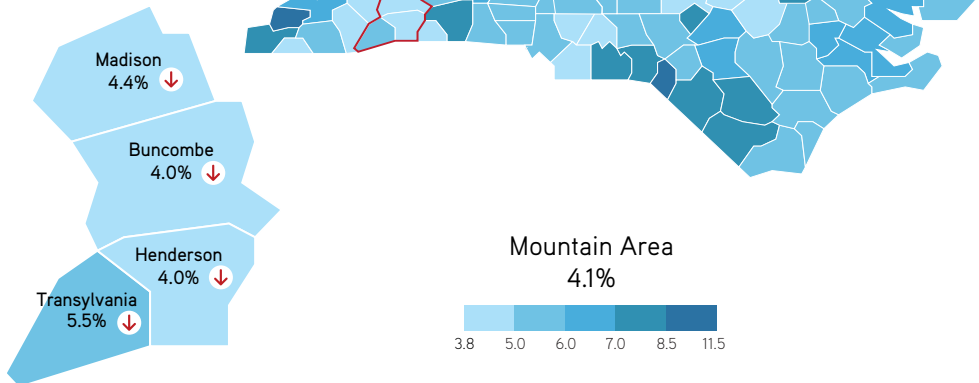 Madison
4.4%
Buncombe
4.0%
Henderson
4.0%
Transylvania
5.5%
Mountain Area
4.1%
3.8 5.0 6.0 7.0 8.5 11.5